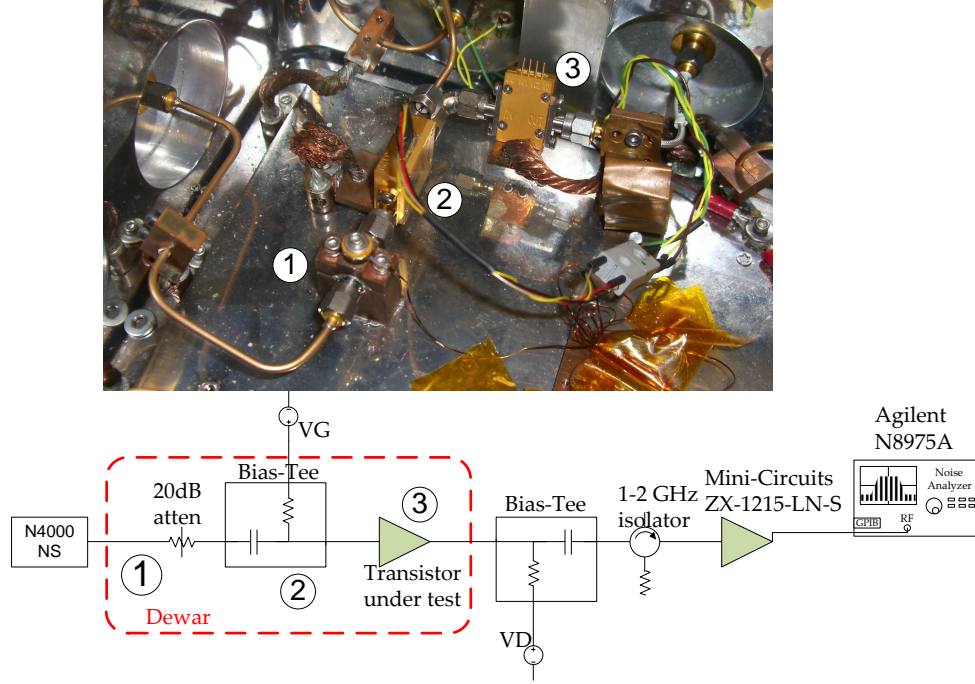 3
2
1
VG
Agilent
N8975A
Bias-Tee
20dB
atten
3
Mini-Circuits
ZX-1215-LN-S
Noise
Analyzer
Bias-Tee
1-2 GHz
isolator
N4000
NS
GPIB
RF
1
2
Transistor
under test
Dewar
VD
OUT